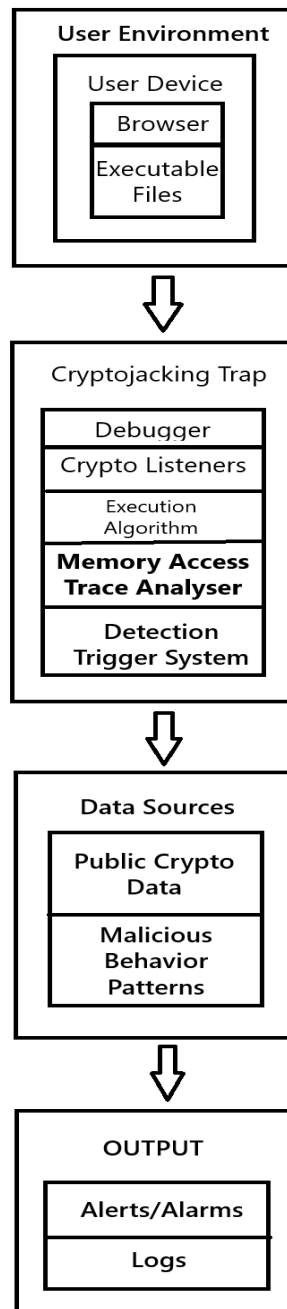 User Environment
User Device
Browser
Executable
Files
Cryptojacking Trap
Debugger
Crypto Listeners
Execution
Algorithm
Memory Access
Trace Analyser
Detection
Trigger System
Data Sources
Public Crypto
Data
Malicious
Behavior
Patterns
OUTPUT
Alerts/Alarms
Logs